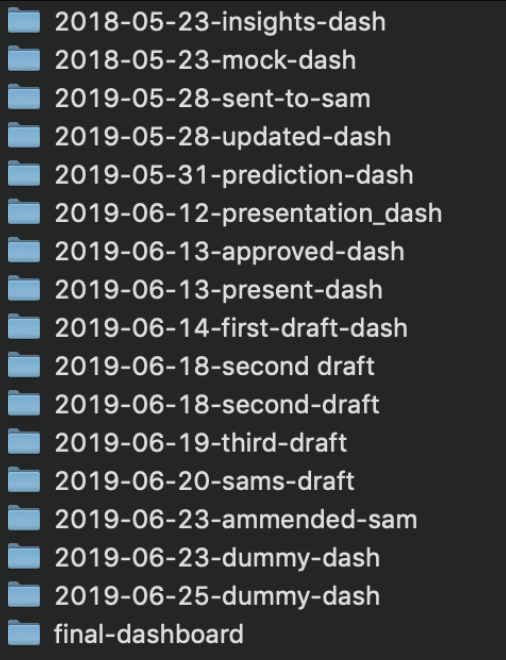 2018-05-23-insights-dash
2018-05-23-mock-dash
2019-05-28-sent-to-sam
2019-05-28-updated-dash
2019-05-31-prediction-dash
2019-06-12-presentation_dash
2019-06-13-approved-dash
2019-06-13-present-dash
2019-06-14-first-draft-dash
2019-06-18-second draft
2019-06-18-second-draft
2019-06-19-third-draft
2019-06-20-sams-draft
2019-06-23-ammended-sam
2019-06-23-dummy-dash
2019-06-25-dummy-dash
final-dashboard